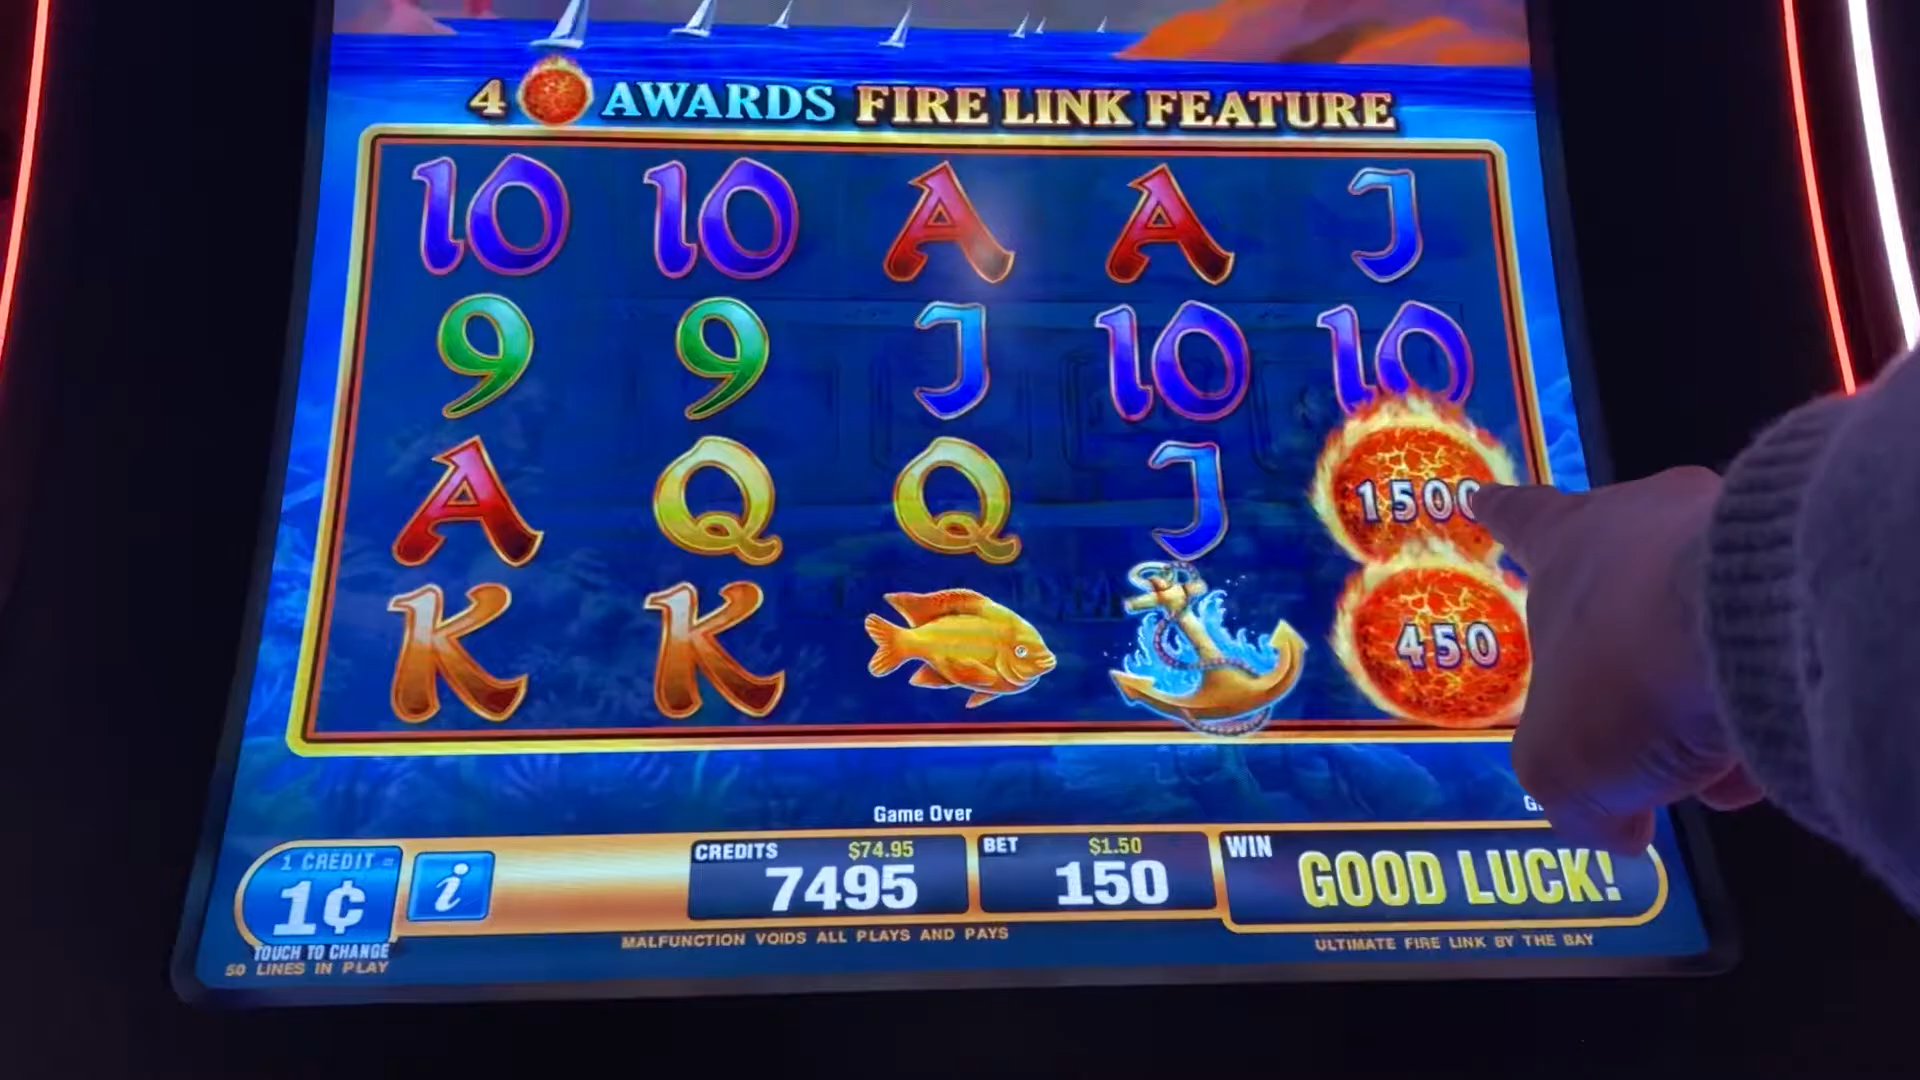 4 AWARDS FIRE LINK FEATURE
10 10 A A J
9 9 J 10 10
A Q Q J 1500
K K 450
Game Over
1 CREDIT =
1¢
TOUCH TO CHANGE
50 LINES IN PLAY
i
CREDITS $74.95
7495
BET $1.50
150
WIN GOOD LUCK!
MALFUNCTION VOIDS ALL PLAYS AND PAYS
ULTIMATE FIRE LINK BY THE BAY